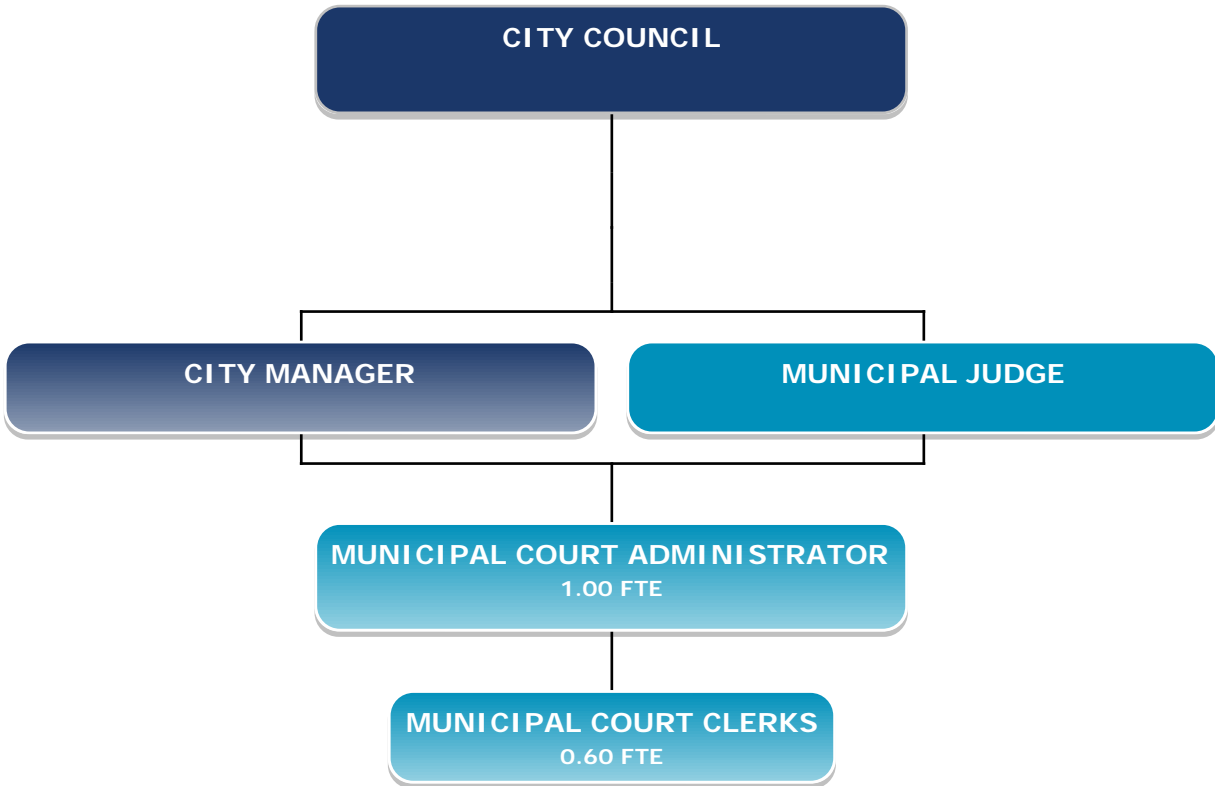 CITY COUNCIL
CITY MANAGER
MUNICIPAL JUDGE
MUNICIPAL COURT ADMINISTRATOR
1.00 FTE
MUNICIPAL COURT CLERKS
0.60 FTE